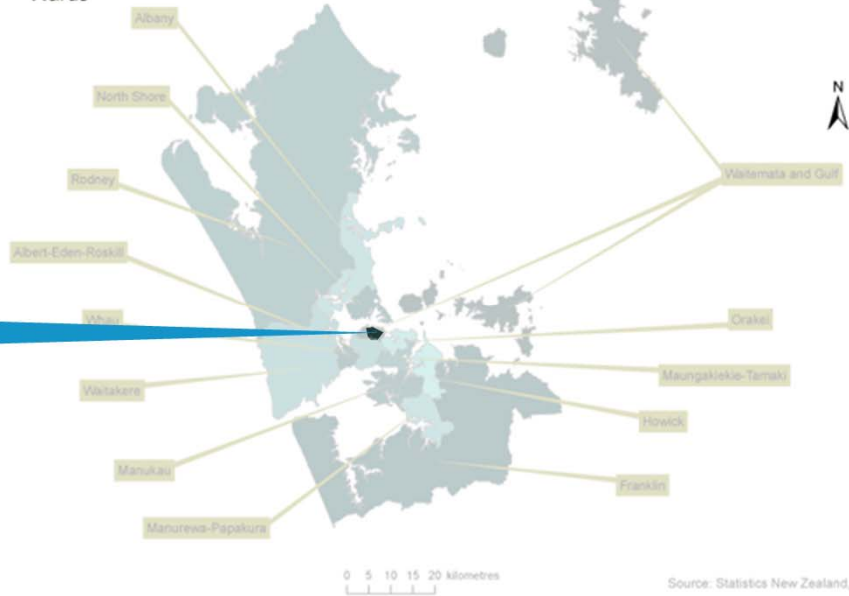 Wards
Albany
North Shore
Rodney
Albert-Eden-Roskill
Whau
Waitakere
Manukau
Manurewa-Papakura
N
Waitemata and Gulf
Orakei
Maungakiekie-Tamaki
Howick
Franklin
0 5 10 15 20 kilometres
Source: Statistics New Zealand,